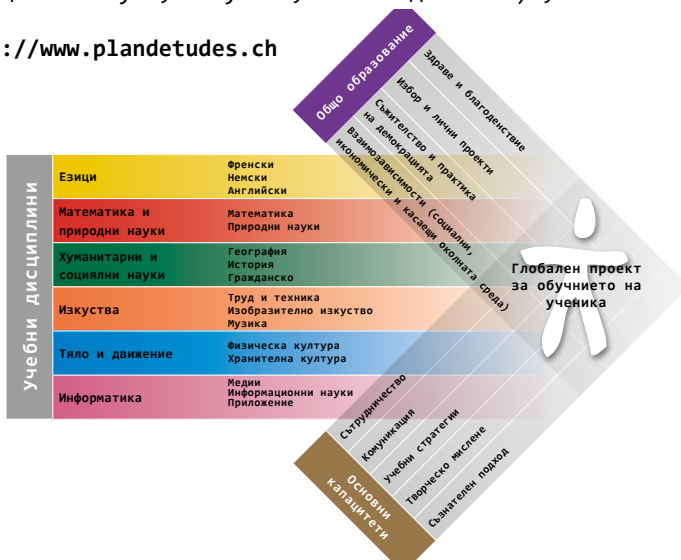 ://www.plandetudes.ch
Общо образование
Здраве и благоденствие
Избор и лични проекти
Съжителство и практика
на демокрацията
Взаимозависимости (социални,
икономически и касаещи околната среда)
Учебни дисциплини
Езици
Френски
Немски
Английски
Математика и
природни науки
Математика
Природни науки
Хуманитарни и
социялни науки
География
История
Гражданско
Изкуства
Труд и техника
Изобразително изкуство
Музика
Тяло и движение
Физическа култура
Хранителна култура
Информатика
Медии
Информационни науки
Приложение
Глобален проект
за обучнието на
ученика
Сътрудничество
Комуникация
учебни стратегии
Творческо мислене
Съзнателен подход
Основни
капацитети